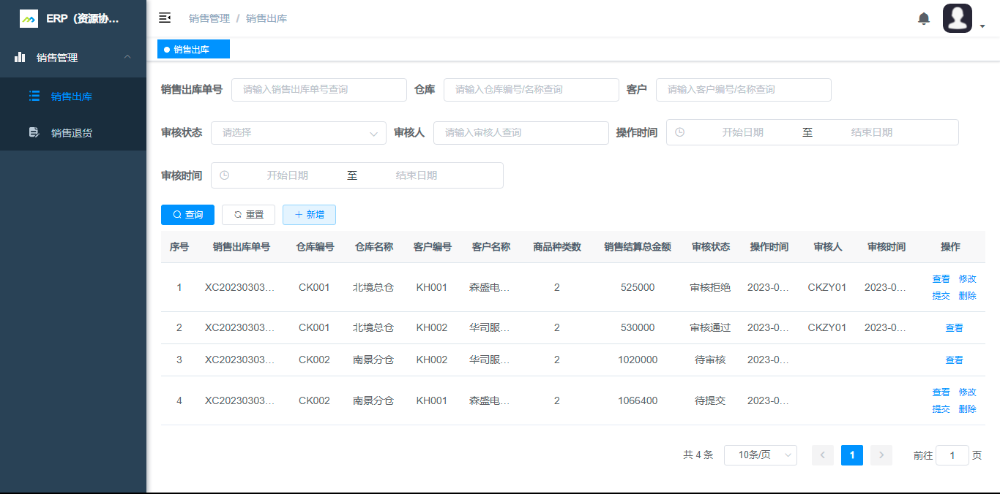 ERP（资源协...
销售管理
销售出库
销售退货
销售管理 / 销售出库
销售出库
销售出库单号 请输入销售出库单号查询 仓库 请输入仓库编号/名称查询 客户 请输入客户编号/名称查询
审核状态 请选择 审核人 请输入审核人查询 操作时间 开始日期 至 结束日期
审核时间 开始日期 至 结束日期
查询 重置 新增
序号 销售出库单号 仓库编号 仓库名称 客户编号 客户名称 商品种类数 销售结算总金额 审核状态 操作时间 审核人 审核时间 操作
1 XC20230303... CK001 北境总仓 KH001 森盛电... 2 525000 审核拒绝 2023-0... CKZY01 2023-0... 查看 修改
提交 删除
2 XC20230303... CK001 北境总仓 KH002 华司服... 2 530000 审核通过 2023-0... CKZY01 2023-0... 查看
3 XC20230303... CK002 南景分仓 KH002 华司服... 2 1020000 待审核 2023-0... 查看
4 XC20230303... CK002 南景分仓 KH001 森盛电... 2 1066400 待提交 2023-0... 查看 修改
提交 删除
共 4 条 10条/页 1 前往 1 页